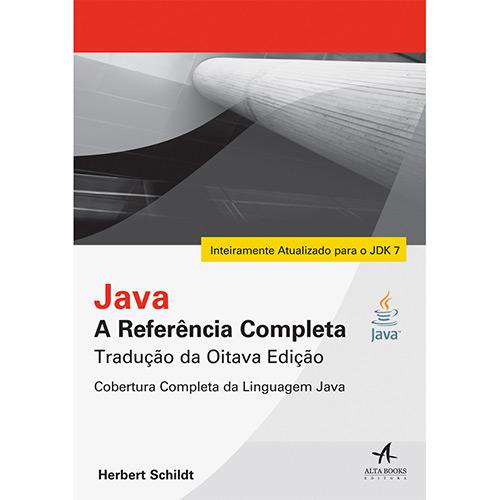 Inteiramente Atualizado para o JDK 7
Java
A Referência Completa
Tradução da Oitava Edição
Cobertura Completa da Linguagem Java
Java™
Herbert Schildt
A
ALTA BOOKS
EDITORA